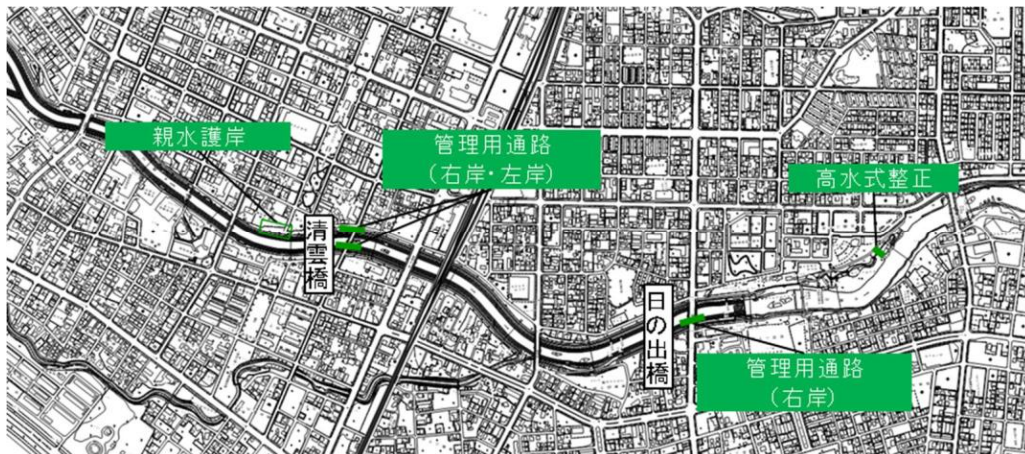 親水護岸
管理用通路
(右岸・左岸)
清雲橋
高水式整正
日の出橋
管理用通路
(右岸)